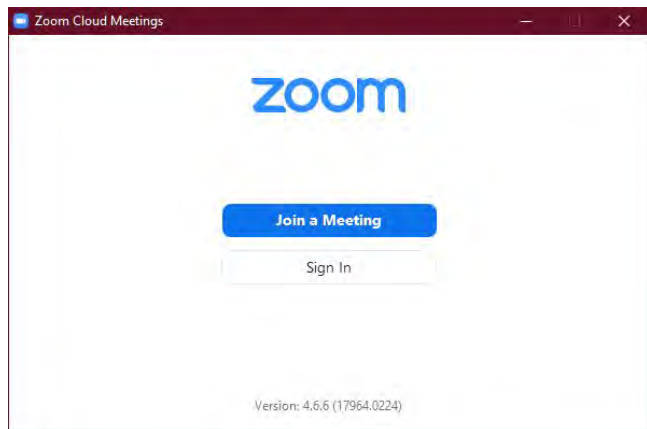 Zoom Cloud Meetings
zoom
Join a Meeting
Sign In
Version: 4.6.6 (17964.0224)